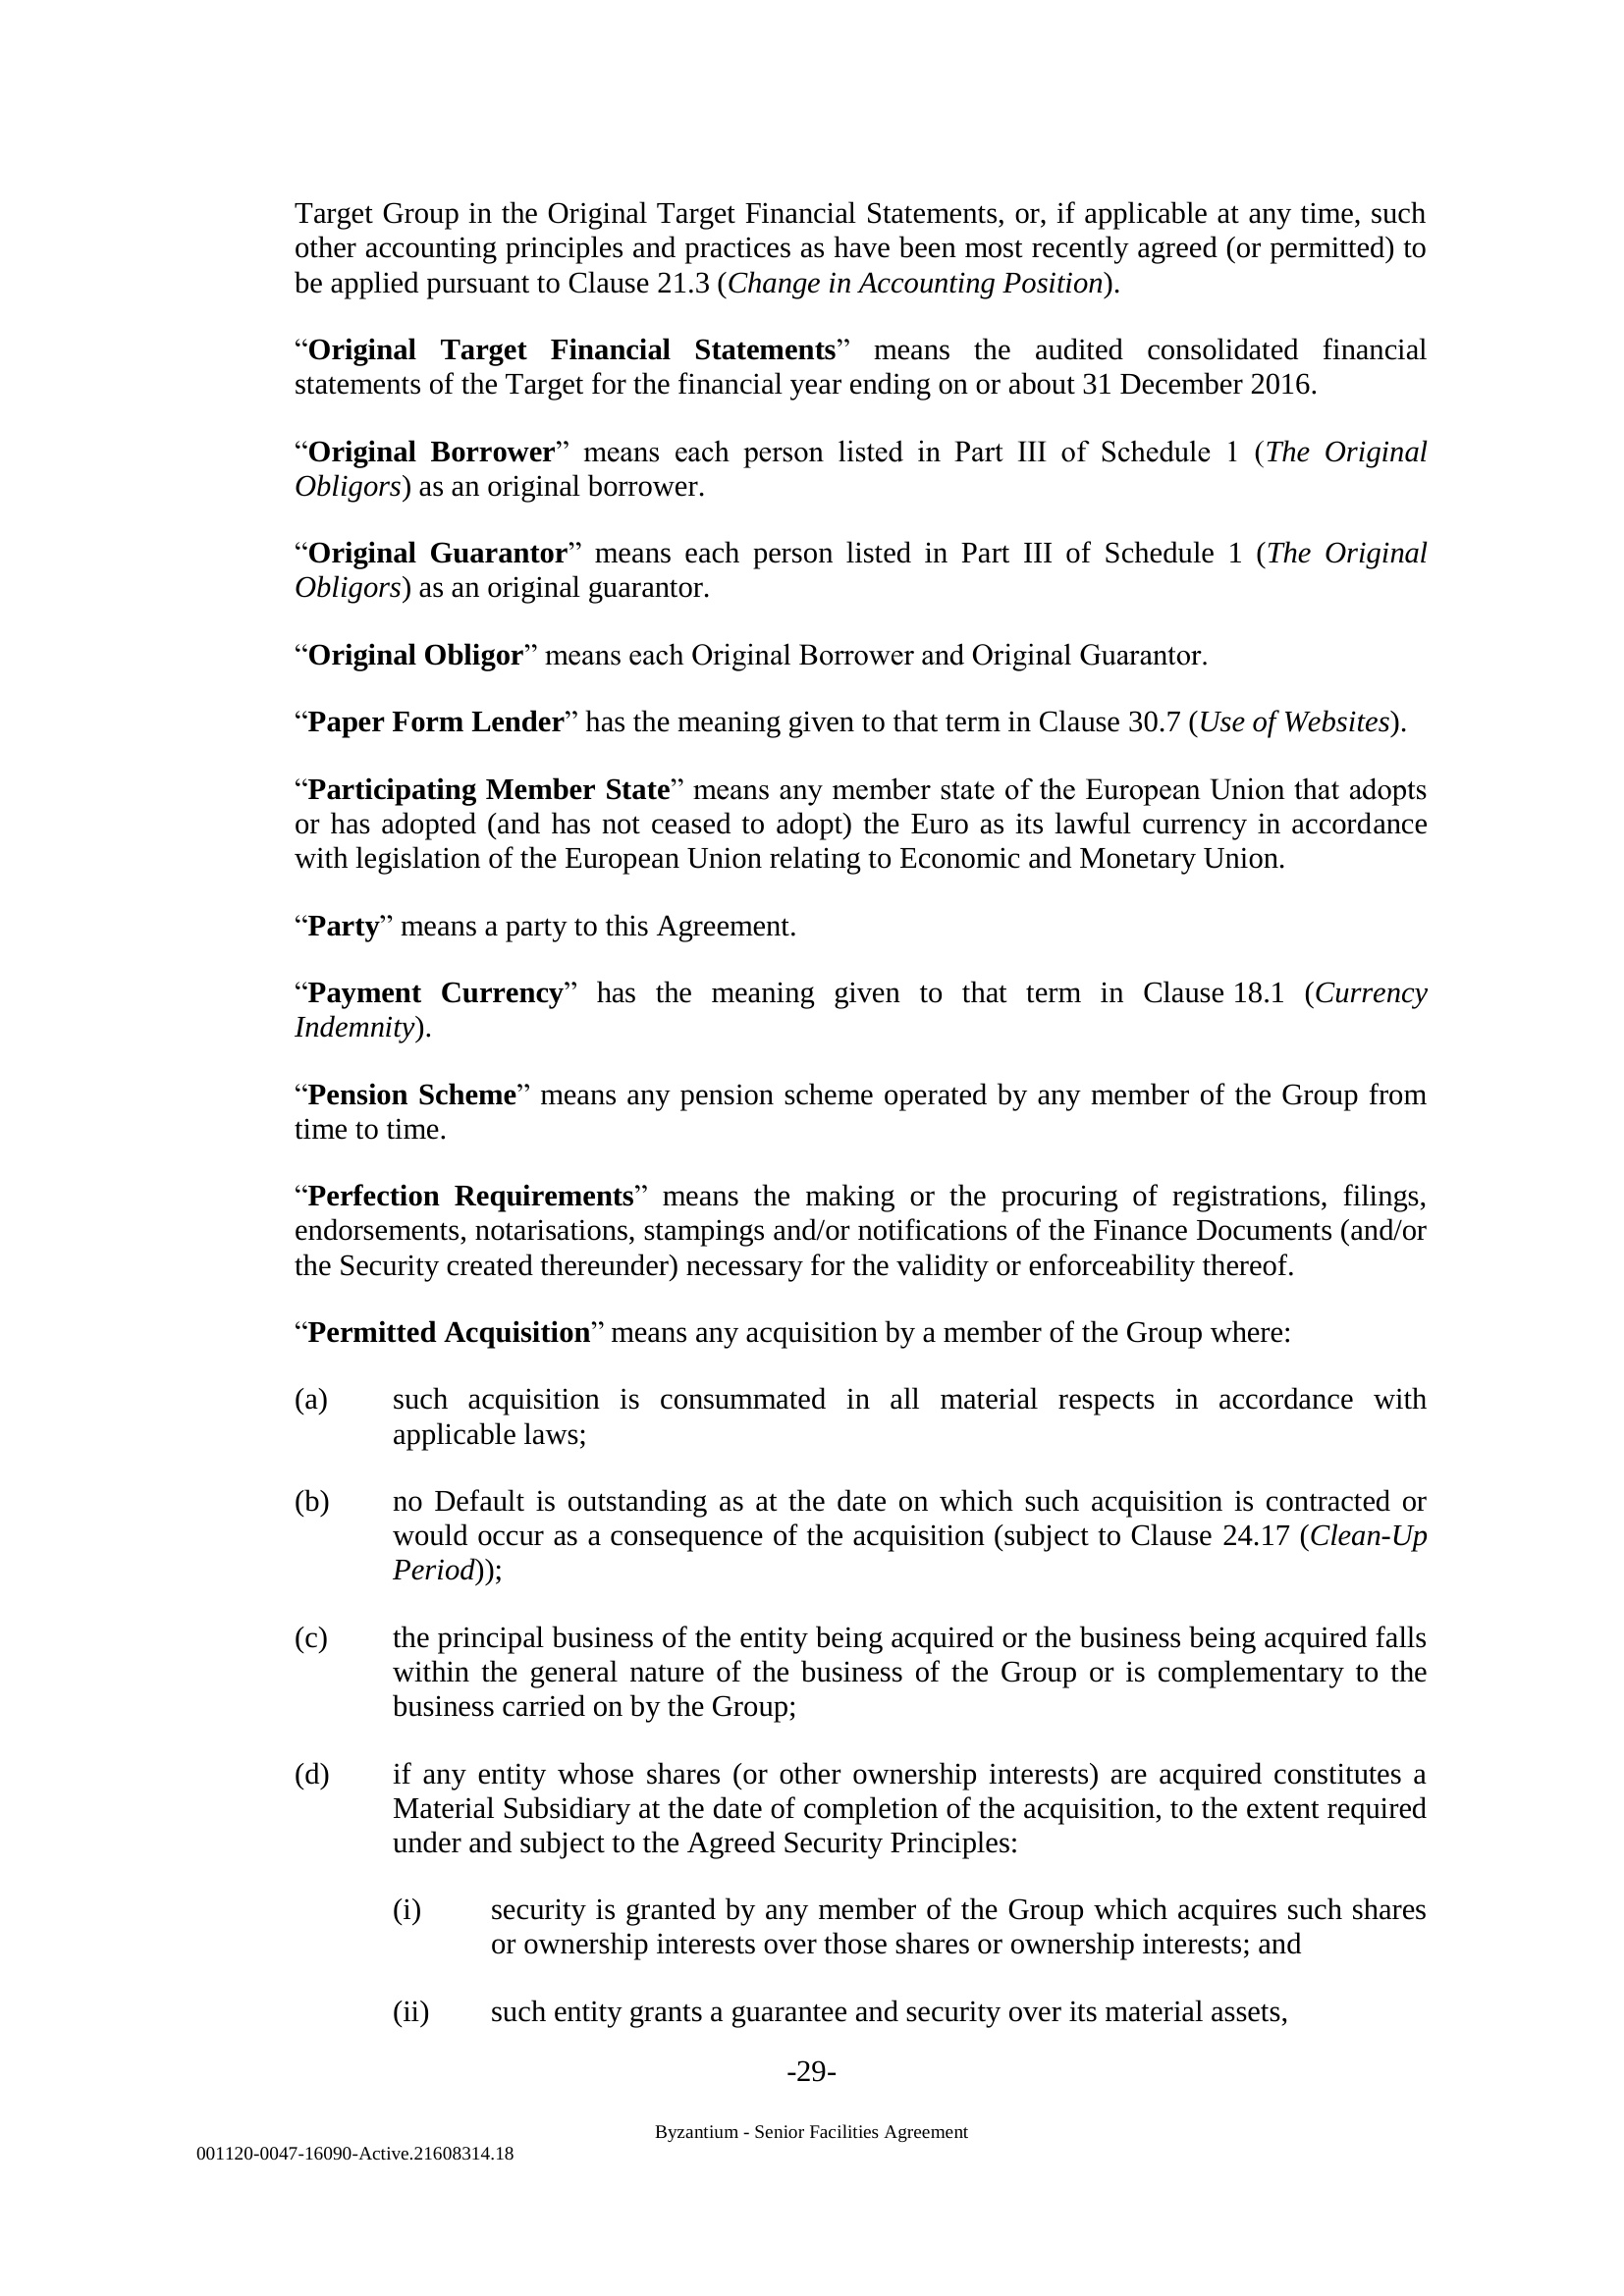 Target Group in the Original Target Financial Statements, or, if applicable at any time, such
other accounting principles and practices as have been most recently agreed (or permitted) to
be applied pursuant to Clause 21.3 (Change in Accounting Position).
“Original Target Financial Statements” means the audited consolidated financial
statements of the Target for the financial year ending on or about 31 December 2016.
“Original Borrower” means each person listed in Part III of Schedule 1 (The Original
Obligors) as an original borrower.
“Original Guarantor” means each person listed in Part III of Schedule 1 (The Original
Obligors) as an original guarantor.
“Original Obligor” means each Original Borrower and Original Guarantor.
“Paper Form Lender” has the meaning given to that term in Clause 30.7 (Use of Websites).
“Participating Member State” means any member state of the European Union that adopts
or has adopted (and has not ceased to adopt) the Euro as its lawful currency in accordance
with legislation of the European Union relating to Economic and Monetary Union.
“Party” means a party to this Agreement.
“Payment Currency” has the meaning given to that term in Clause 18.1 (Currency
Indemnity).
“Pension Scheme” means any pension scheme operated by any member of the Group from
time to time.
“Perfection Requirements” means the making or the procuring of registrations, filings,
endorsements, notarisations, stampings and/or notifications of the Finance Documents (and/or
the Security created thereunder) necessary for the validity or enforceability thereof.
“Permitted Acquisition” means any acquisition by a member of the Group where:
(a) such acquisition is consummated in all material respects in accordance with
applicable laws;
(b) no Default is outstanding as at the date on which such acquisition is contracted or
would occur as a consequence of the acquisition (subject to Clause 24.17 (Clean-Up
Period));
(c) the principal business of the entity being acquired or the business being acquired falls
within the general nature of the business of the Group or is complementary to the
business carried on by the Group;
(d) if any entity whose shares (or other ownership interests) are acquired constitutes a
Material Subsidiary at the date of completion of the acquisition, to the extent required
under and subject to the Agreed Security Principles:
(i) security is granted by any member of the Group which acquires such shares
or ownership interests over those shares or ownership interests; and
(ii) such entity grants a guarantee and security over its material assets,
-29-
Byzantium - Senior Facilities Agreement
001120-0047-16090-Active.21608314.18